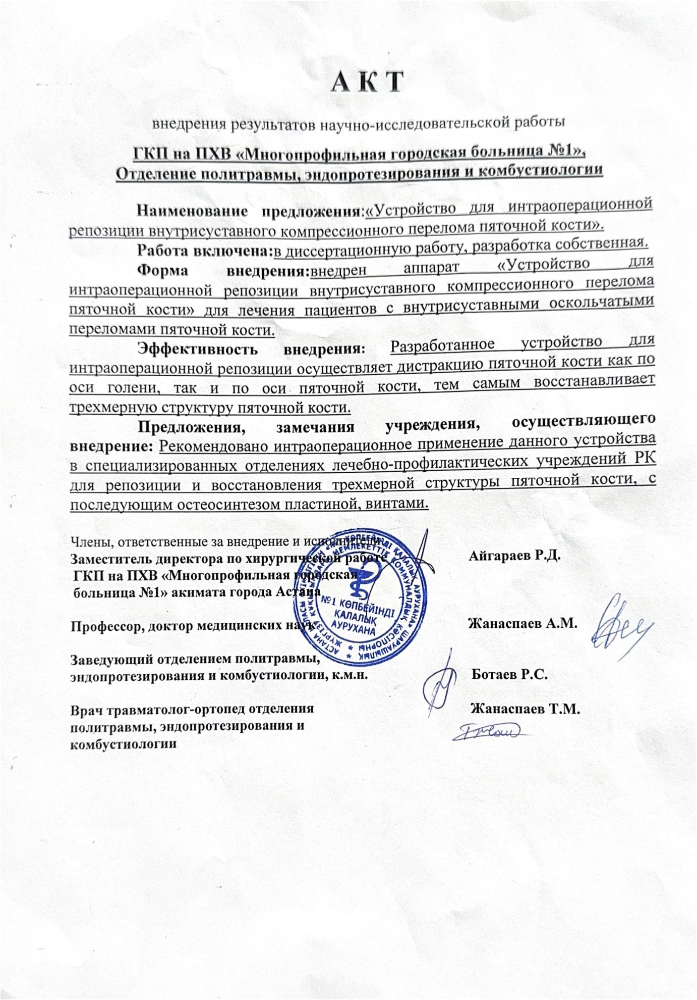 А К Т
внедрения результатов научно-исследовательской работы
ГКП на ПХВ «Многопрофильная городская больница №1»,
Отделение политравмы, эндопротезирования и комбустиологии
Наименование предложения:«Устройство для интраоперационной
репозиции внутрисуставного компрессионного перелома пяточной кости».
Работа включена:в диссертационную работу, разработка собственная.
Форма внедрения:внедрен аппарат «Устройство для
интраоперационной репозиции внутрисуставного компрессионного перелома
пяточной кости» для лечения пациентов с внутрисуставными оскольчатыми
переломами пяточной кости.
Эффективность внедрения: Разработанное устройство для
интраоперационной репозиции осуществляет дистракцию пяточной кости как по
оси голени, так и по оси пяточной кости, тем самым восстанавливает
трехмерную структуру пяточной кости.
Предложения, замечания учреждения, осуществляющего
внедрение: Рекомендовано интраоперационное применение данного устройства
в специализированных отделениях лечебно-профилактических учреждений РК
для репозиции и восстановления трехмерной структуры пяточной кости, с
последующим остеосинтезом пластиной, винтами.
Члены, ответственные за внедрение и исполнители:
Заместитель директора по хирургической работе Айгараев Р.Д.
ГКП на ПХВ «Многопрофильная городская
больница №1» акимата города Астана
№1 КӨПБЕЙІНДІ
ҚАЛАЛЫҚ
АУРУХАНА
Профессор, доктор медицинских наук Жанаспаев А.М.
Заведующий отделением политравмы,
эндопротезирования и комбустиологии, к.м.н. Ботаев Р.С.
Врач травматолог-ортопед отделения Жанаспаев Т.М.
политравмы, эндопротезирования и
комбустиологии